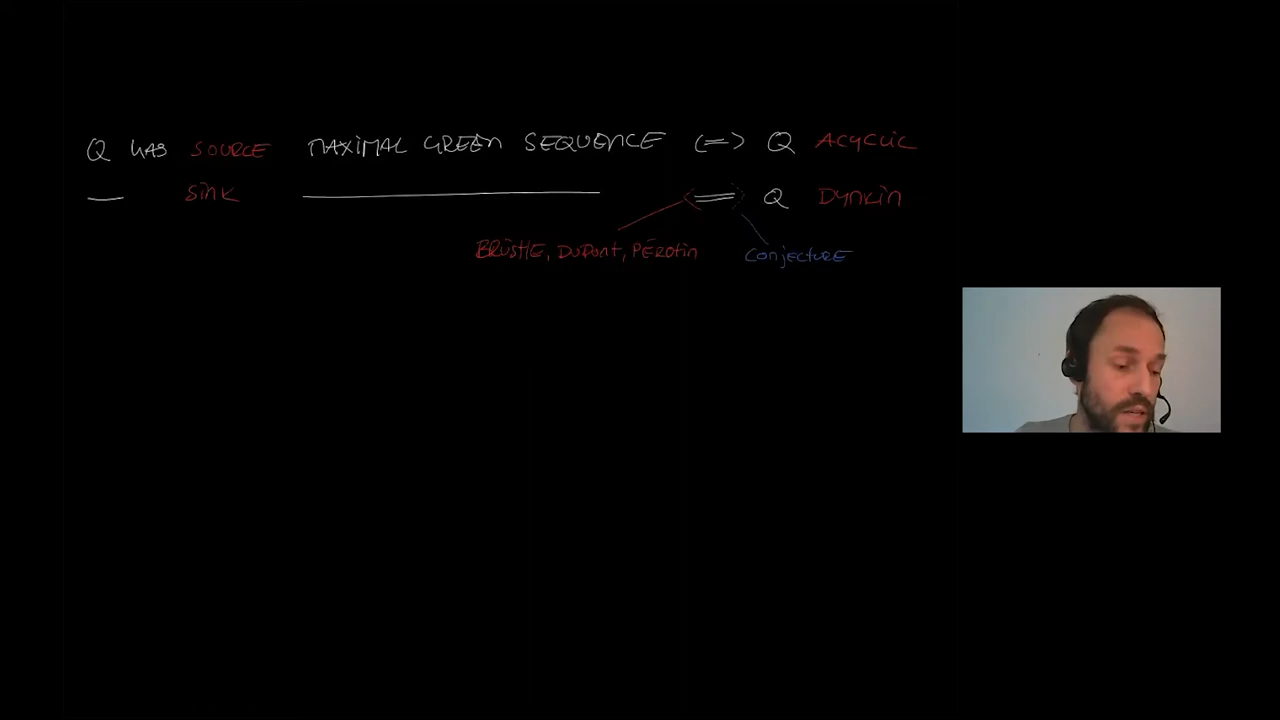 Q HAS SOURCE MAXIMAL GREEN SEQUENCE <=> Q ACYCLIC
— SINK — <=> Q DYNKIN
BRÜSTLE, DUPONT, PÉROTIN CONJECTURE